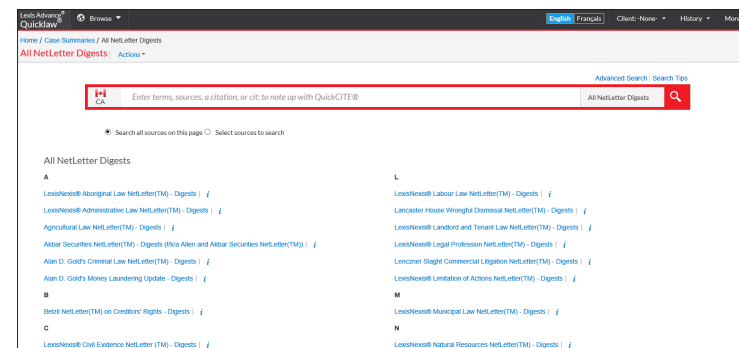 Lexis Advance®
Quicklaw®
Browse
English Français
Client: -None-
History
More
Home / Case Summaries / All NetLetter Digests
All NetLetter Digests | Actions
Advanced Search | Search Tips
CA
Enter terms, sources, a citation, or cit: to note up with QuickCITE®
All NetLetter Digests
Search all sources on this page Select sources to search
All NetLetter Digests
A
LexisNexis® Aboriginal Law NetLetter(TM) - Digests | i
LexisNexis® Administrative Law NetLetter(TM) - Digests | i
Agricultural Law NetLetter(TM) - Digests | i
Akbar Securities NetLetter(TM) - Digests (f/k/a Allen and Akbar Securities NetLetter(TM)) | i
Alan D. Gold's Criminal Law NetLetter(TM) - Digests | i
Alan D. Gold's Money Laundering Update - Digests | i
B
Belzil NetLetter(TM) on Creditors' Rights - Digests | i
C
LexisNexis® Civil Evidence NetLetter (TM) - Digests | i
L
LexisNexis® Labour Law NetLetter(TM) - Digests | i
Lancaster House Wrongful Dismissal NetLetter(TM) - Digests | i
LexisNexis® Landlord and Tenant Law NetLetter(TM) - Digests | i
LexisNexis® Legal Profession NetLetter(TM) - Digests | i
Lenczner Slaght Commercial Litigation NetLetter(TM) - Digests | i
LexisNexis® Limitation of Actions NetLetter(TM) - Digests | i
M
LexisNexis® Municipal Law NetLetter(TM) - Digests | i
N
LexisNexis® Natural Resources NetLetter(TM) - Digests | i